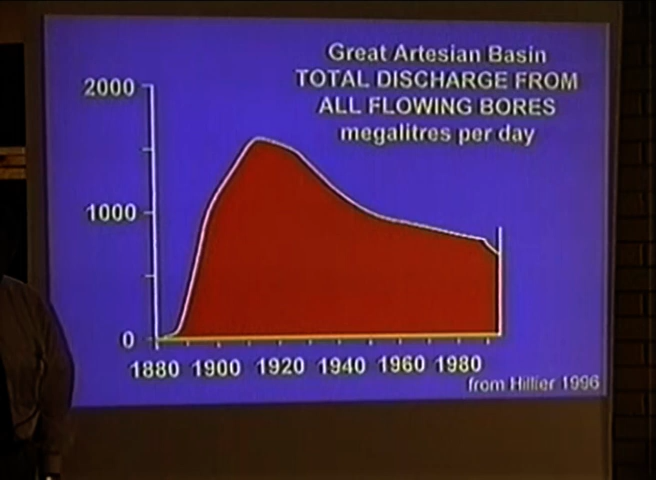 Great Artesian Basin
TOTAL DISCHARGE FROM
ALL FLOWING BORES
megalitres per day
2000
1000
0
1880 1900 1920 1940 1960 1980
from Hillier 1996